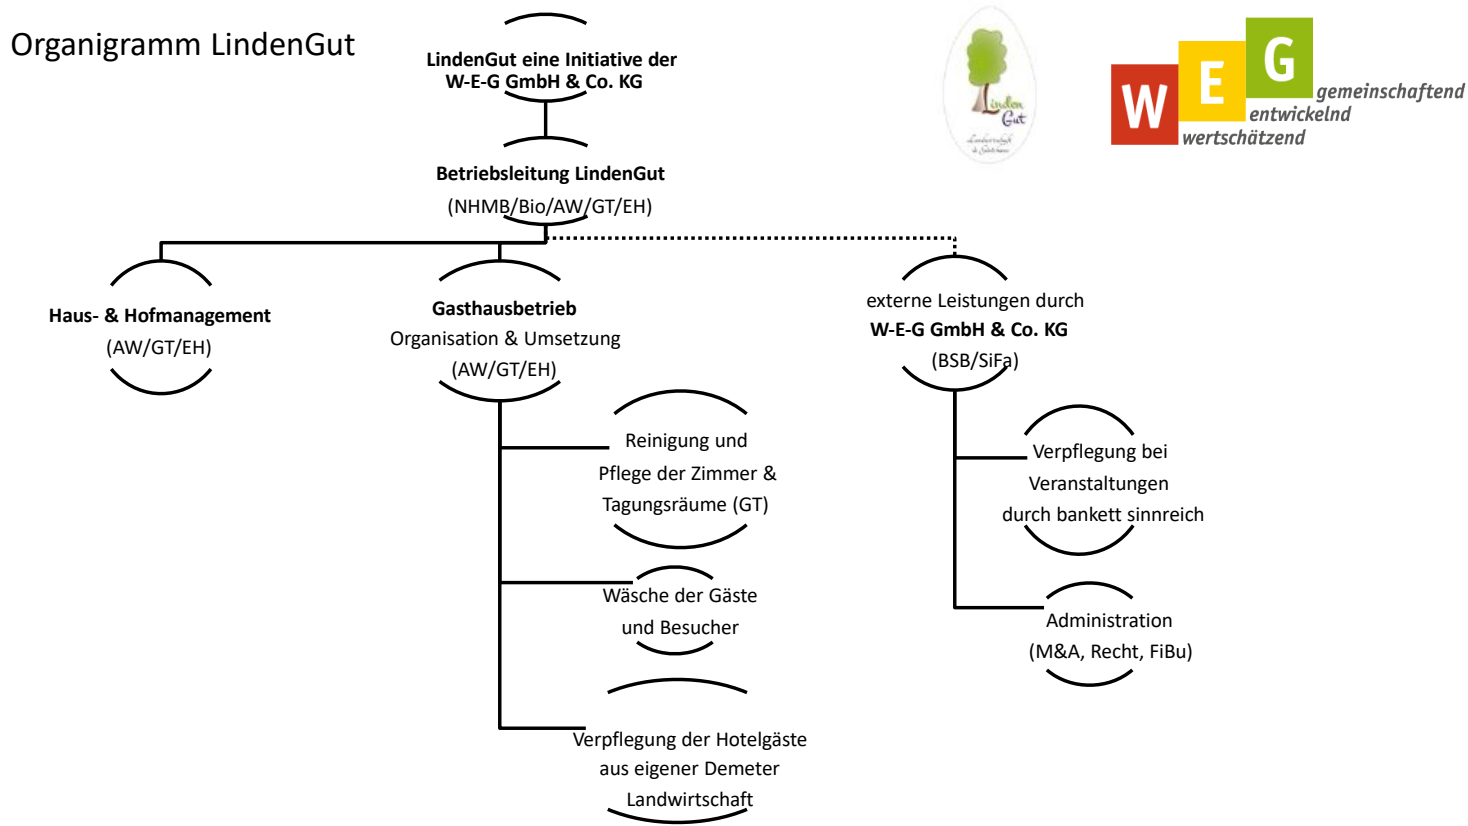 Organigramm LindenGut
LindenGut eine Initiative der
W-E-G GmbH & Co. KG
Linden
Gut
W
E
G
gemeinschaftend
entwickelnd
wertschätzend
Betriebsleitung LindenGut
(NHMB/Bio/AW/GT/EH)
Haus- & Hofmanagement
(AW/GT/EH)
Gasthausbetrieb
Organisation & Umsetzung
(AW/GT/EH)
Reinigung und
Pflege der Zimmer &
Tagungsräume (GT)
Wäsche der Gäste
und Besucher
Verpflegung der Hotelgäste
aus eigener Demeter
Landwirtschaft
externe Leistungen durch
W-E-G GmbH & Co. KG
(BSB/SiFa)
Verpflegung bei
Veranstaltungen
durch bankett sinnreich
Administration
(M&A, Recht, FiBu)